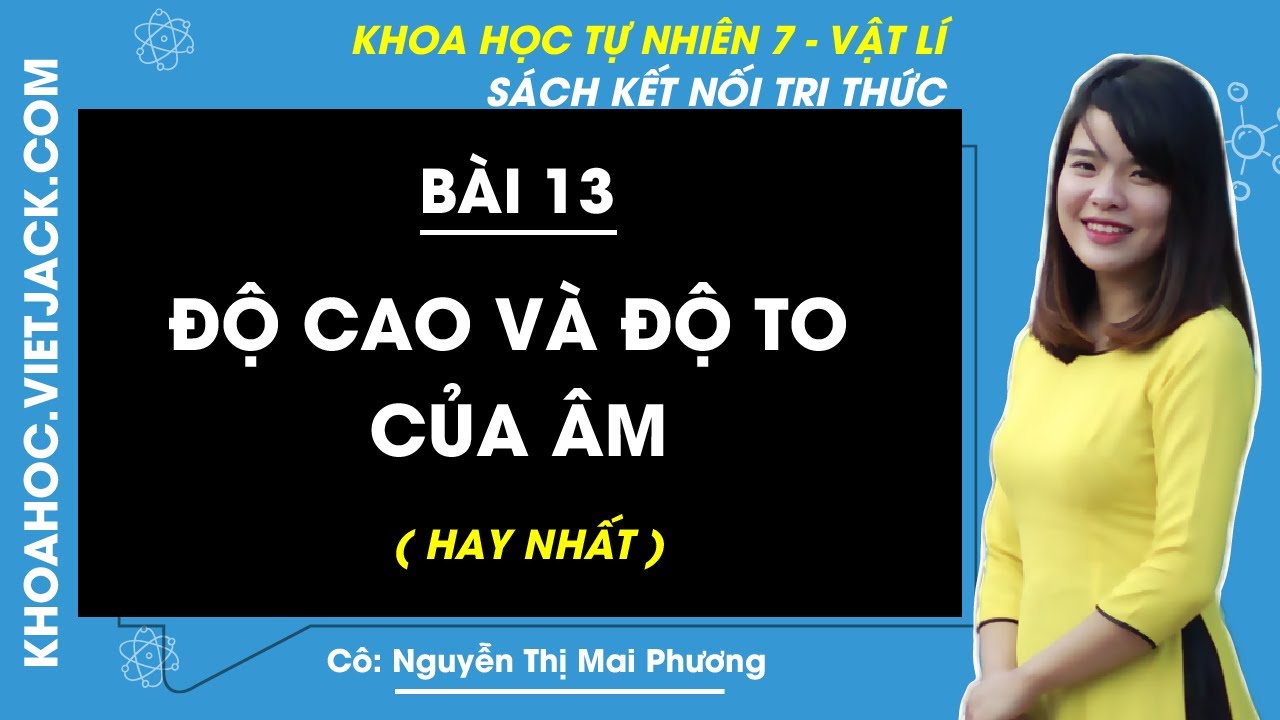 KHOA HỌC TỰ NHIÊN 7 - VẬT LÍ
SÁCH KẾT NỐI TRI THỨC
KHOAHOC.VIETJACK.COM
BÀI 13
ĐỘ CAO VÀ ĐỘ TO
CỦA ÂM
( HAY NHẤT )
Cô: Nguyễn Thị Mai Phương